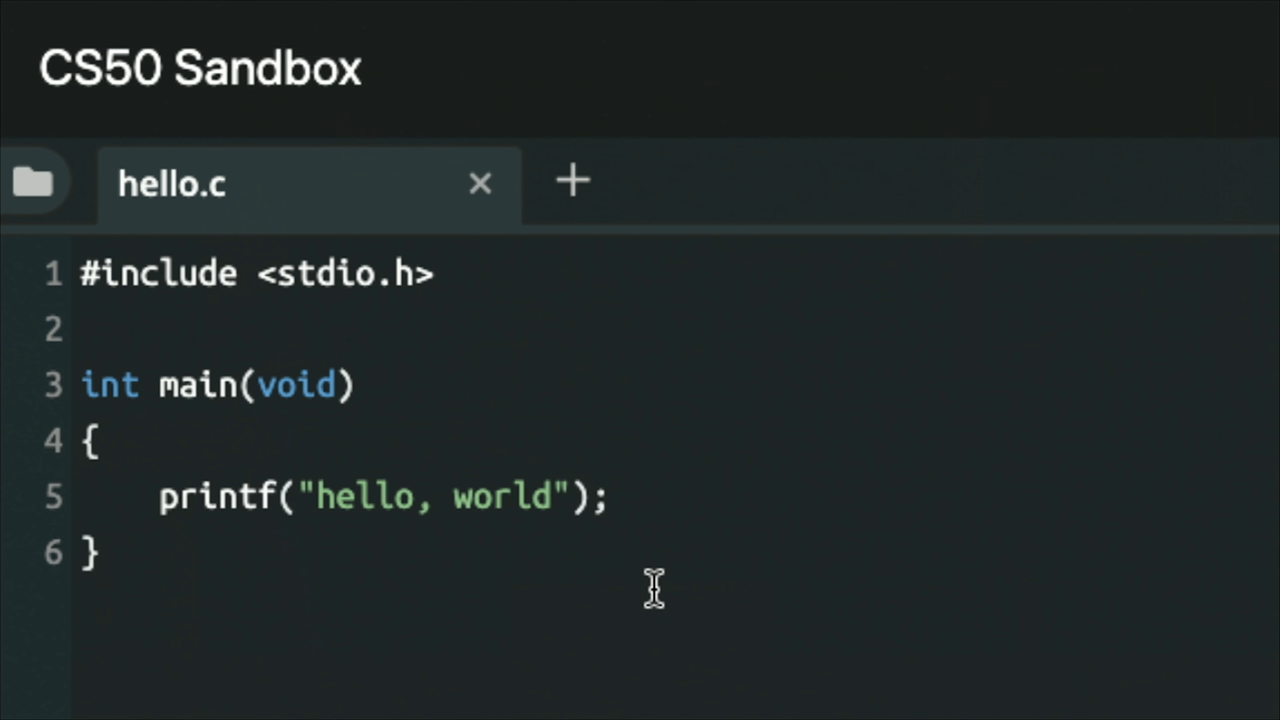 CS50 Sandbox
hello.c
1 #include <stdio.h>
2
3 int main(void)
4 {
5     printf("hello, world");
6 }